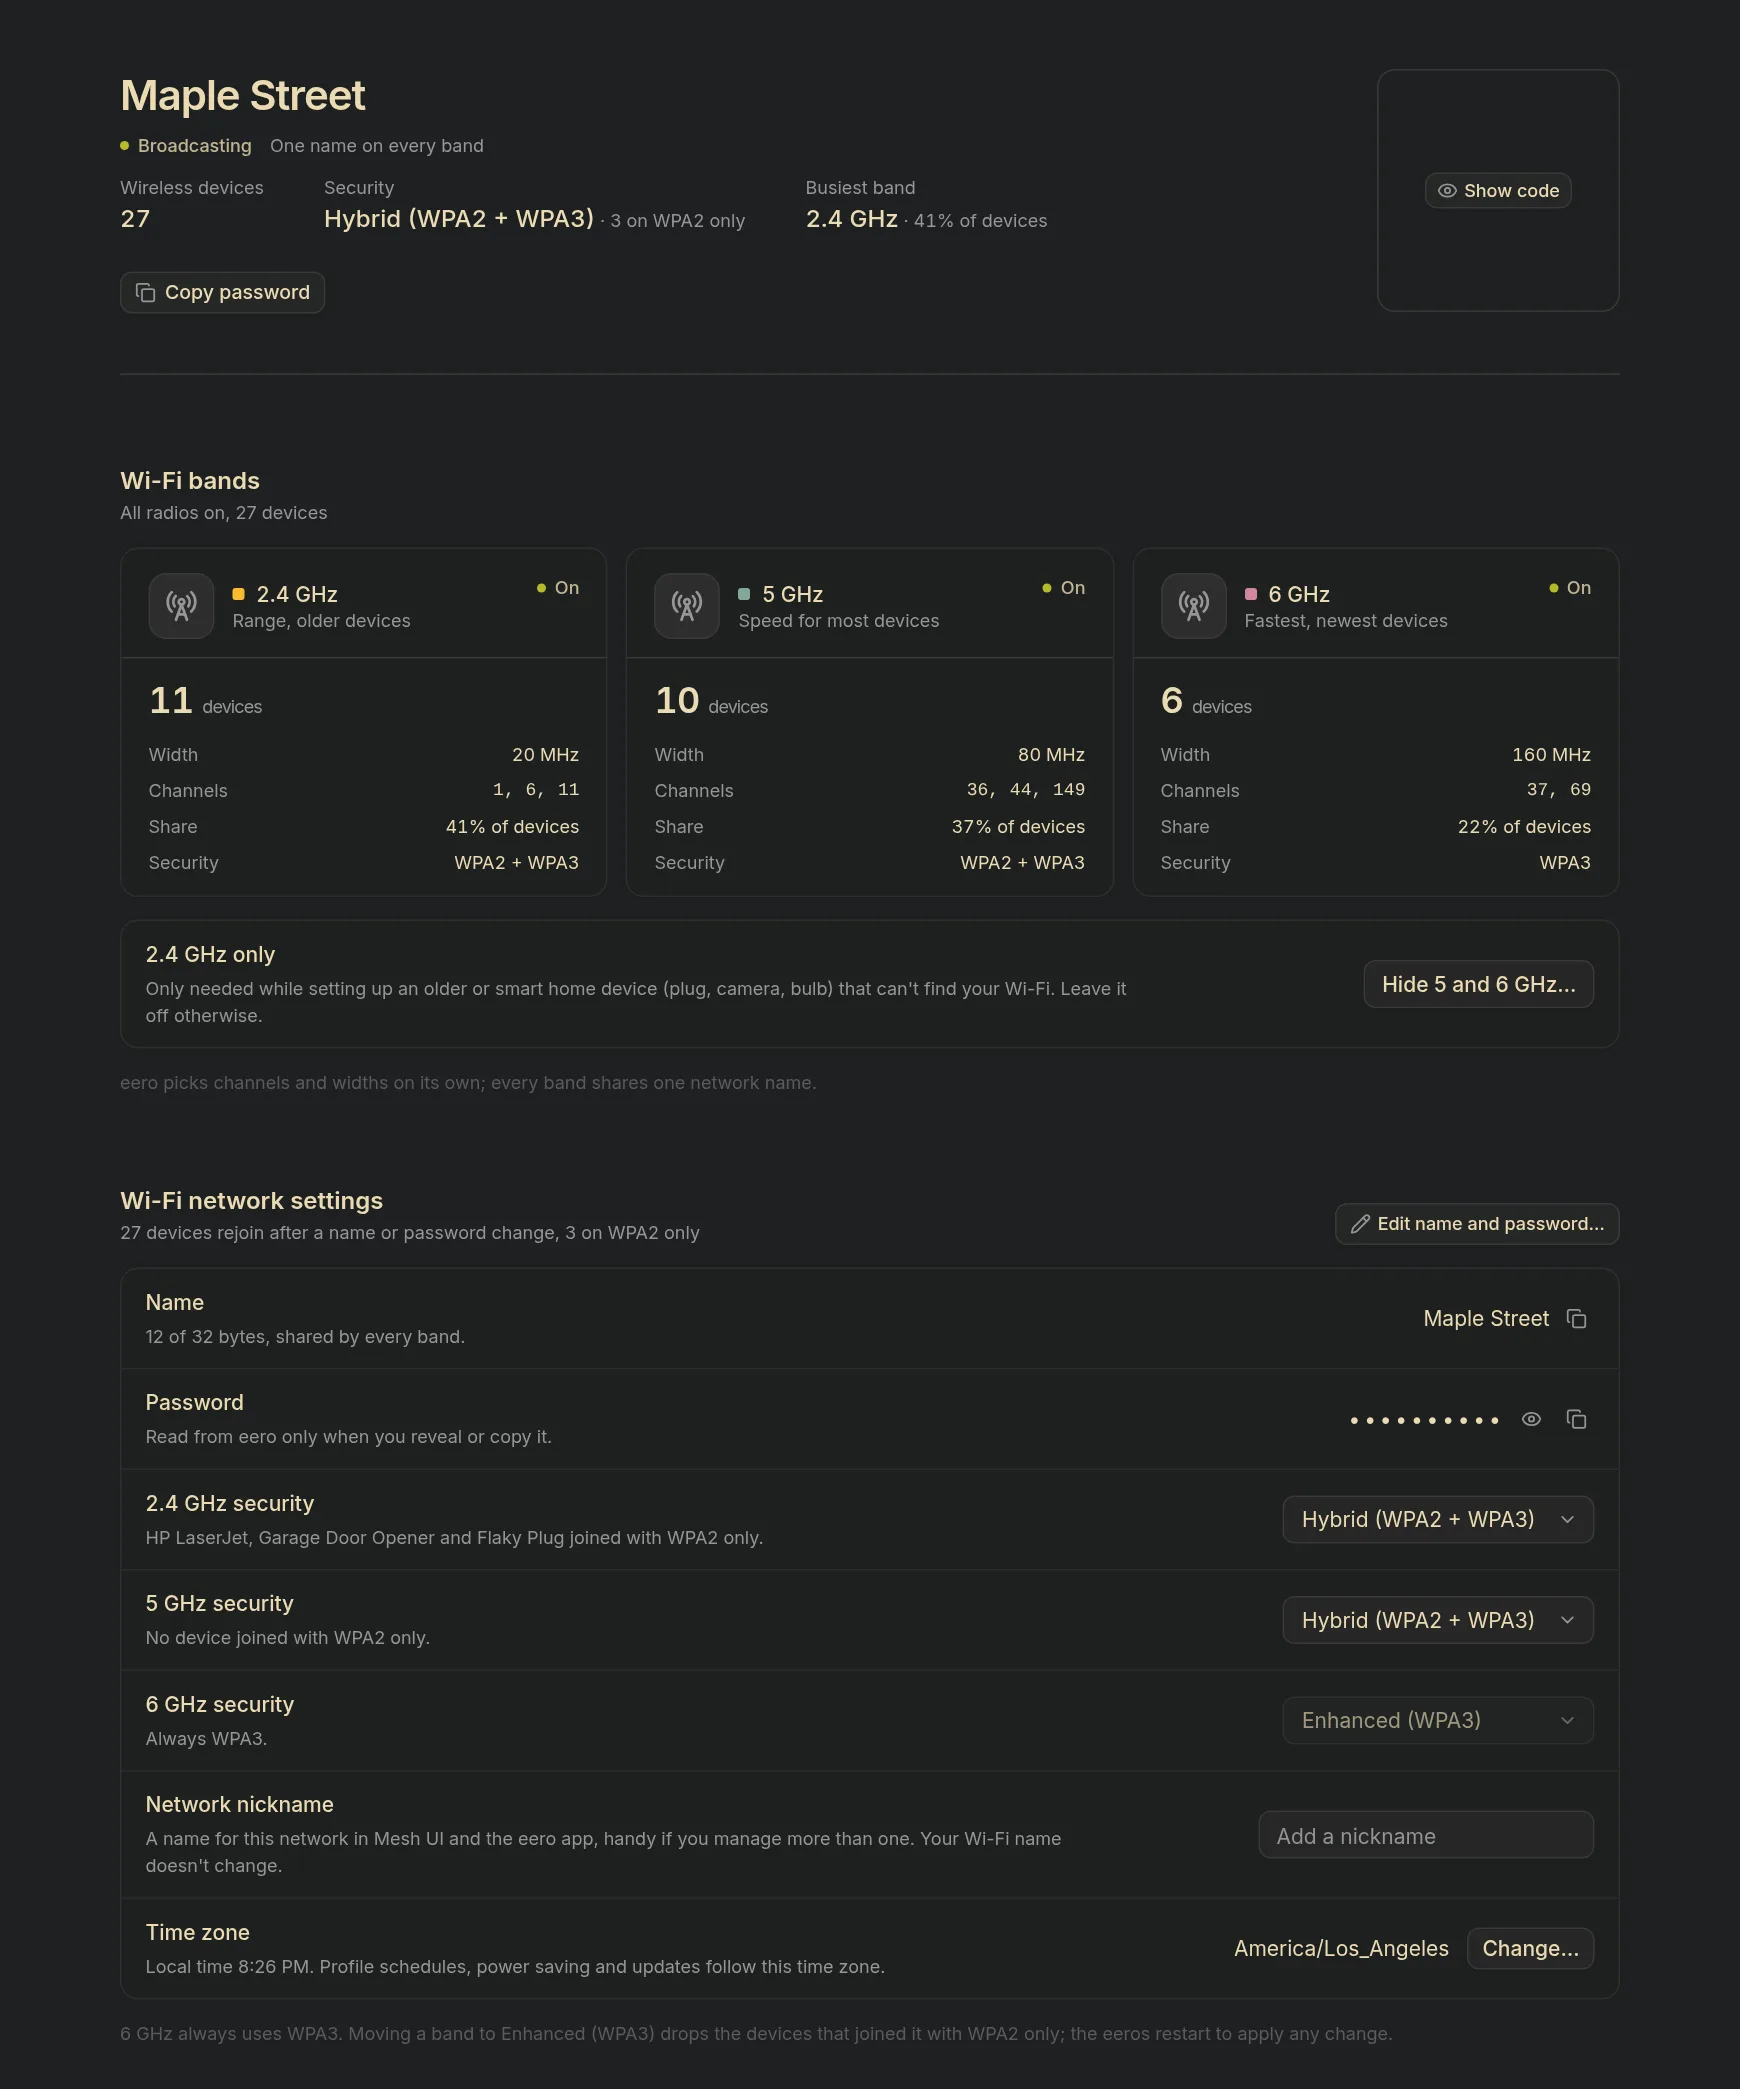 Maple Street
Broadcasting One name on every band
Wireless devices
27
Security
Hybrid (WPA2 + WPA3) · 3 on WPA2 only
Busiest band
2.4 GHz · 41% of devices
Copy password
Show code
Wi-Fi bands
All radios on, 27 devices
2.4 GHz
Range, older devices
On
11 devices
Width 20 MHz
Channels 1, 6, 11
Share 41% of devices
Security WPA2 + WPA3
5 GHz
Speed for most devices
On
10 devices
Width 80 MHz
Channels 36, 44, 149
Share 37% of devices
Security WPA2 + WPA3
6 GHz
Fastest, newest devices
On
6 devices
Width 160 MHz
Channels 37, 69
Share 22% of devices
Security WPA3
2.4 GHz only
Only needed while setting up an older or smart home device (plug, camera, bulb) that can't find your Wi-Fi. Leave it
off otherwise.
Hide 5 and 6 GHz...
eero picks channels and widths on its own; every band shares one network name.
Wi-Fi network settings
27 devices rejoin after a name or password change, 3 on WPA2 only
Edit name and password...
Name
12 of 32 bytes, shared by every band.
Maple Street
Password
Read from eero only when you reveal or copy it.
••••••••••
2.4 GHz security
HP LaserJet, Garage Door Opener and Flaky Plug joined with WPA2 only.
Hybrid (WPA2 + WPA3)
5 GHz security
No device joined with WPA2 only.
Hybrid (WPA2 + WPA3)
6 GHz security
Always WPA3.
Enhanced (WPA3)
Network nickname
A name for this network in Mesh UI and the eero app, handy if you manage more than one. Your Wi-Fi name
doesn't change.
Add a nickname
Time zone
Local time 8:26 PM. Profile schedules, power saving and updates follow this time zone.
America/Los_Angeles
Change...
6 GHz always uses WPA3. Moving a band to Enhanced (WPA3) drops the devices that joined it with WPA2 only; the eeros restart to apply any change.